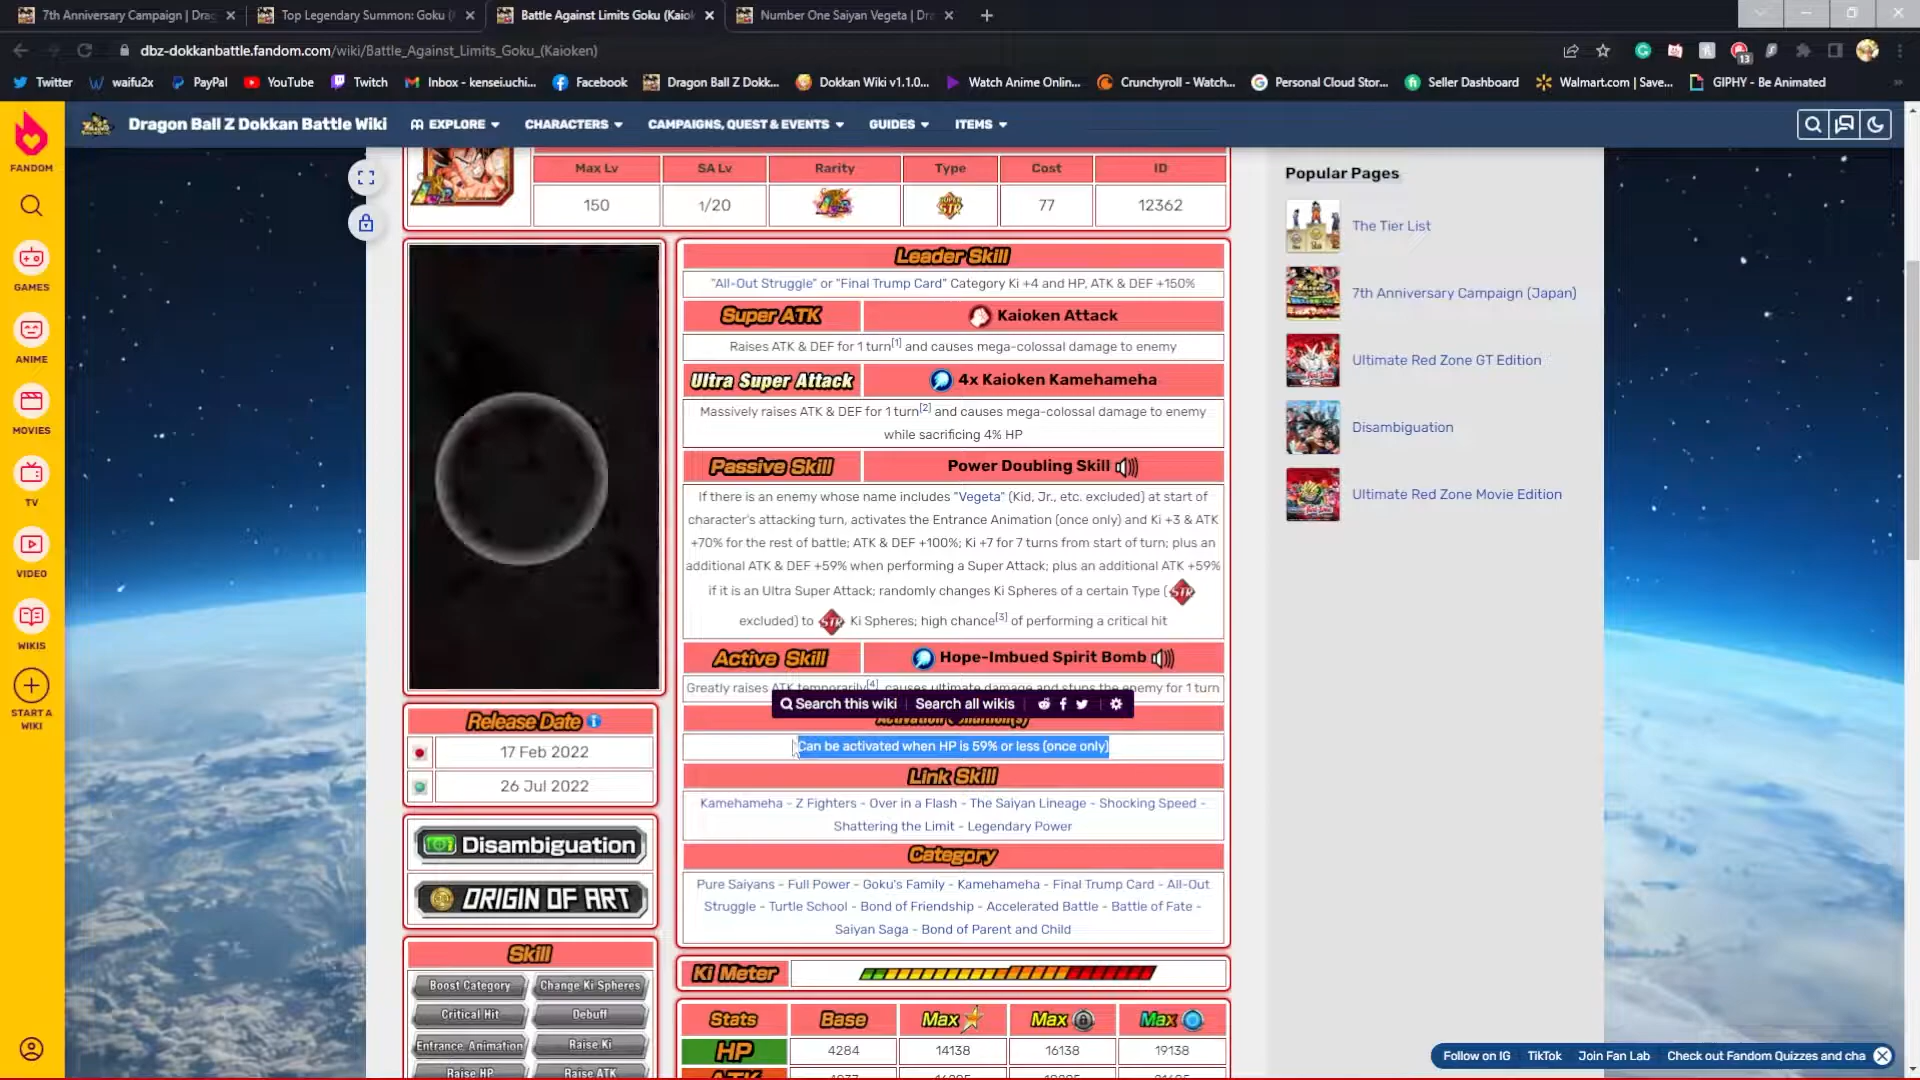 7th Anniversary Campaign | Dra
Top Legendary Summon: Goku (
Battle Against Limits Goku (Kaiok
Number One Saiyan Vegeta | Dra
dbz-dokkanbattle.fandom.com/wiki/Battle_Against_Limits_Goku_(Kaioken)
13
Twitter
waifu2x
PayPal
YouTube
Twitch
Inbox - kensei.uchi...
Facebook
Dragon Ball Z Dokk...
Dokkan Wiki v1.1.0...
Watch Anime Onlin...
Crunchyroll - Watch...
Personal Cloud Stor...
Seller Dashboard
Walmart.com | Save...
GIPHY - Be Animated
Dragon Ball Z Dokkan Battle Wiki
EXPLORE
CHARACTERS
CAMPAIGNS, QUEST & EVENTS
GUIDES
ITEMS
FANDOM
GAMES
ANIME
MOVIES
TV
VIDEO
WIKIS
START A
WIKI
Max Lv
SA Lv
Rarity
Type
Cost
ID
150
1/20
LR
SUPER STR
77
12362
Leader Skill
"All-Out Struggle" or "Final Trump Card" Category Ki +4 and HP, ATK & DEF +150%
Super ATK
Kaioken Attack
Raises ATK & DEF for 1 turn[1] and causes mega-colossal damage to enemy
Ultra Super Attack
4x Kaioken Kamehameha
Massively raises ATK & DEF for 1 turn[2] and causes mega-colossal damage to enemy
while sacrificing 4% HP
Passive Skill
Power Doubling Skill
If there is an enemy whose name includes "Vegeta" (Kid, Jr., etc. excluded) at start of
character's attacking turn, activates the Entrance Animation (once only) and Ki +3 & ATK
+70% for the rest of battle; ATK & DEF +100%; Ki +7 for 7 turns from start of turn; plus an
additional ATK & DEF +59% when performing a Super Attack; plus an additional ATK +59%
if it is an Ultra Super Attack; randomly changes Ki Spheres of a certain Type (STR
excluded) to STR Ki Spheres; high chance[3] of performing a critical hit
Active Skill
Hope-Imbued Spirit Bomb
Greatly raises ATK temporarily[4], causes ultimate damage and stuns the enemy for 1 turn
Search this wiki
Search all wikis
Activation Condition(s)
Can be activated when HP is 59% or less (once only)
Link Skill
Kamehameha - Z Fighters - Over in a Flash - The Saiyan Lineage - Shocking Speed -
Shattering the Limit - Legendary Power
Category
Pure Saiyans - Full Power - Goku's Family - Kamehameha - Final Trump Card - All-Out
Struggle - Turtle School - Bond of Friendship - Accelerated Battle - Battle of Fate -
Saiyan Saga - Bond of Parent and Child
Ki Meter
Stats
Base
Max
Max
Max
HP
4284
14138
16138
19138
Release Date
17 Feb 2022
26 Jul 2022
Disambiguation
ORIGIN OF ART
Skill
Boost Category
Change Ki Spheres
Critical Hit
Debuff
Entrance Animation
Raise Ki
Raise HP
Raise ATK
Popular Pages
The Tier List
7th Anniversary Campaign (Japan)
Ultimate Red Zone GT Edition
Disambiguation
Ultimate Red Zone Movie Edition
Follow on IG
TikTok
Join Fan Lab
Check out Fandom Quizzes and cha